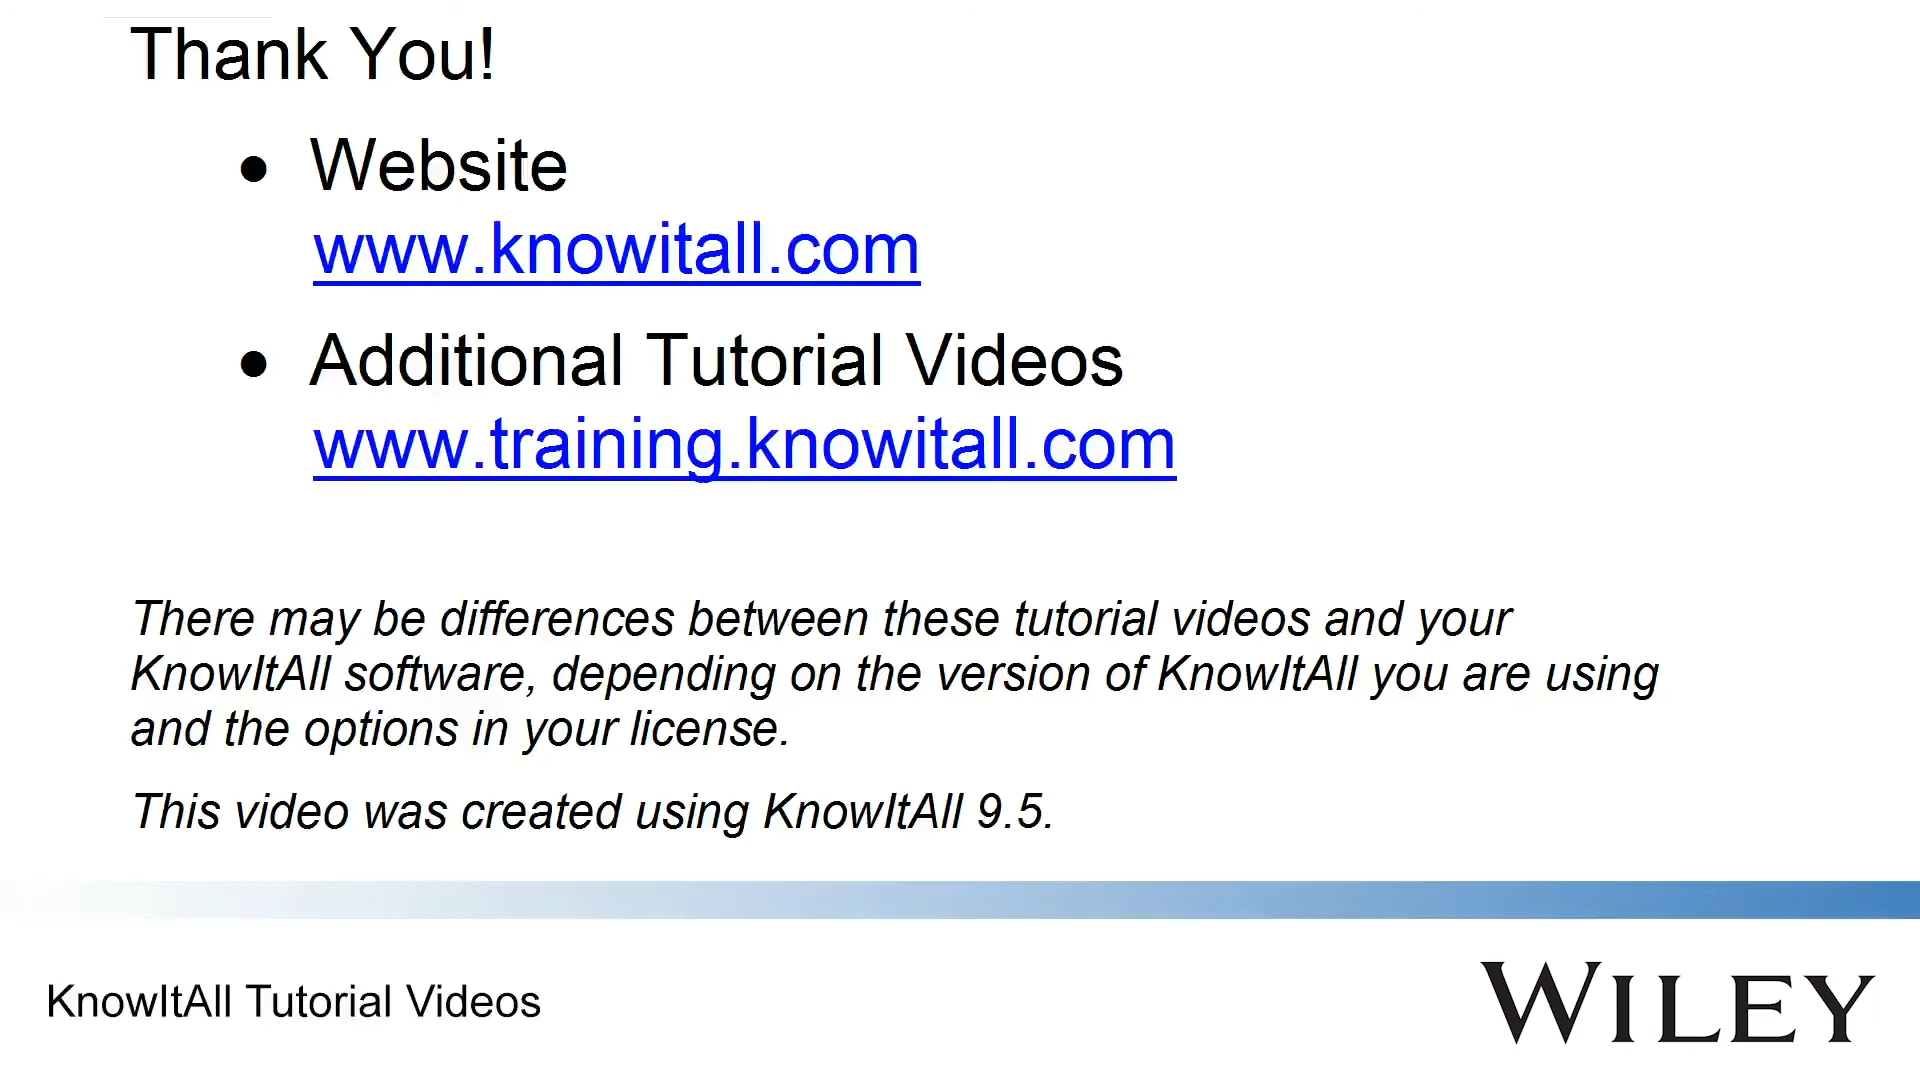 Thank You!
• Website
www.knowitall.com
• Additional Tutorial Videos
www.training.knowitall.com
There may be differences between these tutorial videos and your
KnowItAll software, depending on the version of KnowItAll you are using
and the options in your license.
This video was created using KnowItAll 9.5.
KnowItAll Tutorial Videos
WILEY